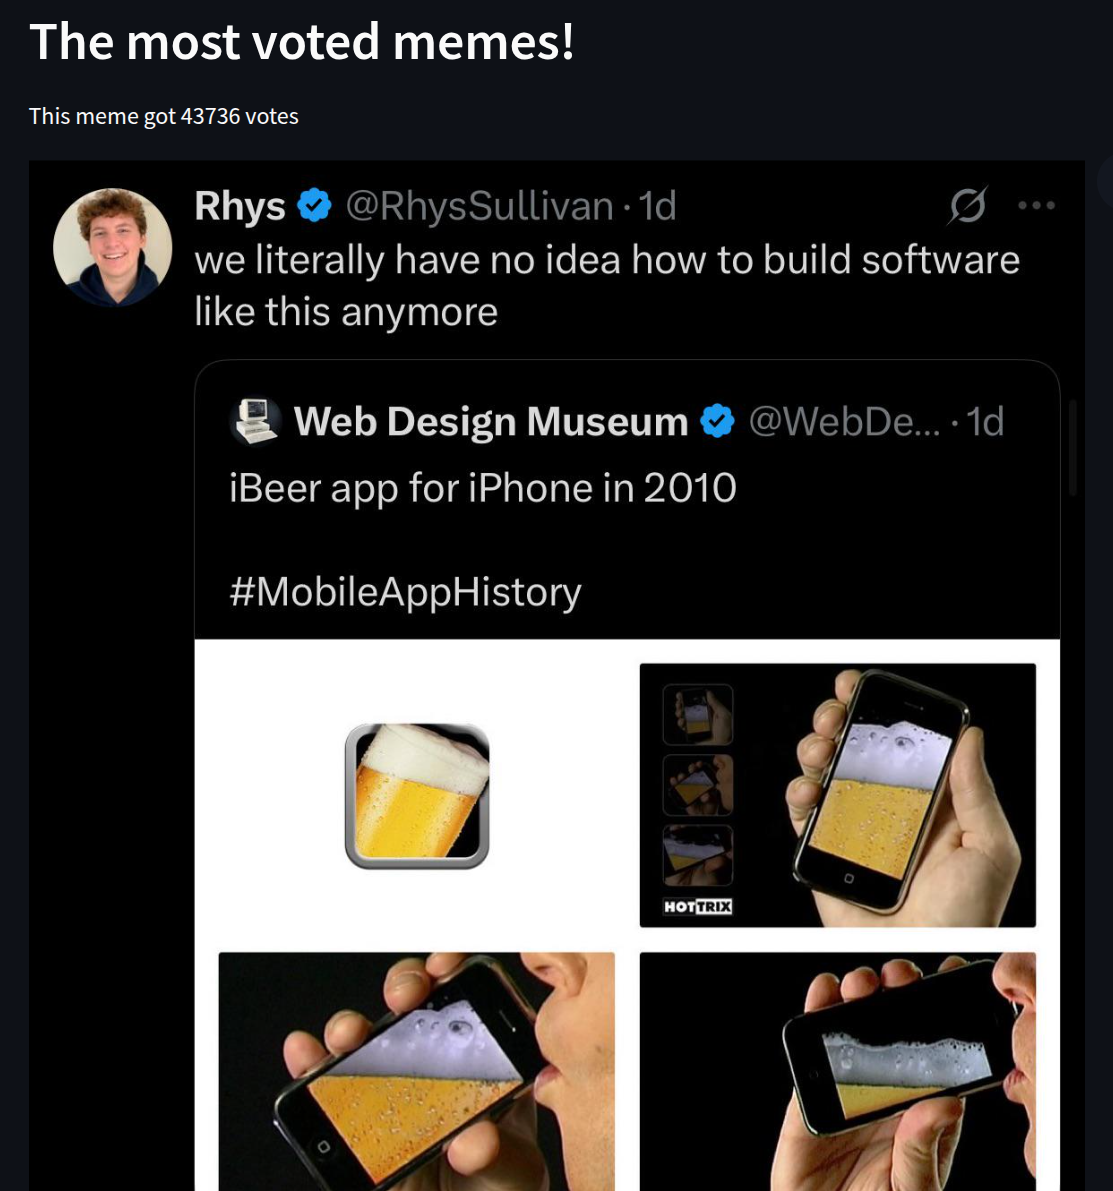 The most voted memes!
This meme got 43736 votes
Rhys @RhysSullivan · 1d
we literally have no idea how to build software
like this anymore
Web Design Museum @WebDe... · 1d
iBeer app for iPhone in 2010
#MobileAppHistory
HOTTRIX